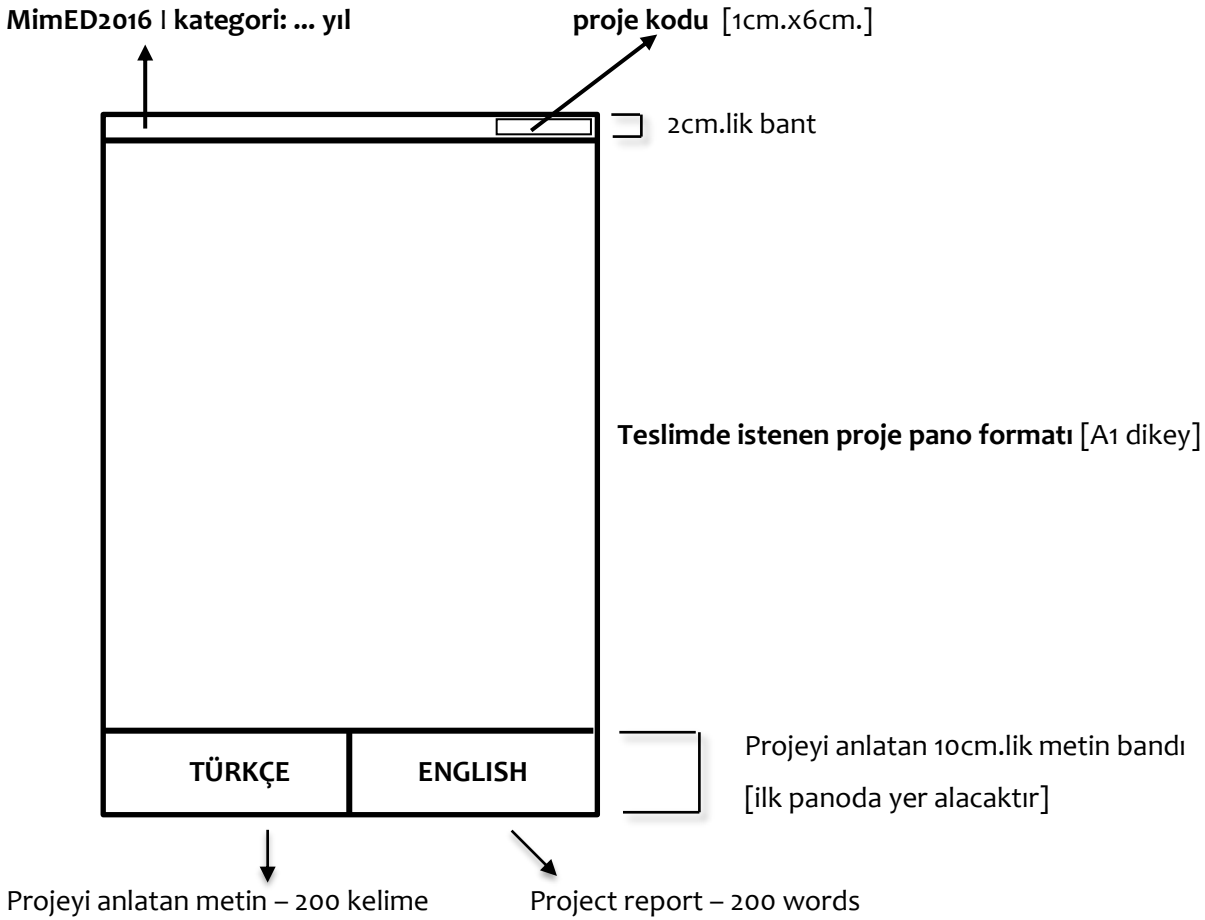 MimED2016 I kategori: ... yıl
proje kodu [1cm.x6cm.]
2cm.lik bant
Teslimde istenen proje pano formatı [A1 dikey]
TÜRKÇE
ENGLISH
Projeyi anlatan 10cm.lik metin bandı
[ilk panoda yer alacaktır]
Projeyi anlatan metin – 200 kelime
Project report – 200 words